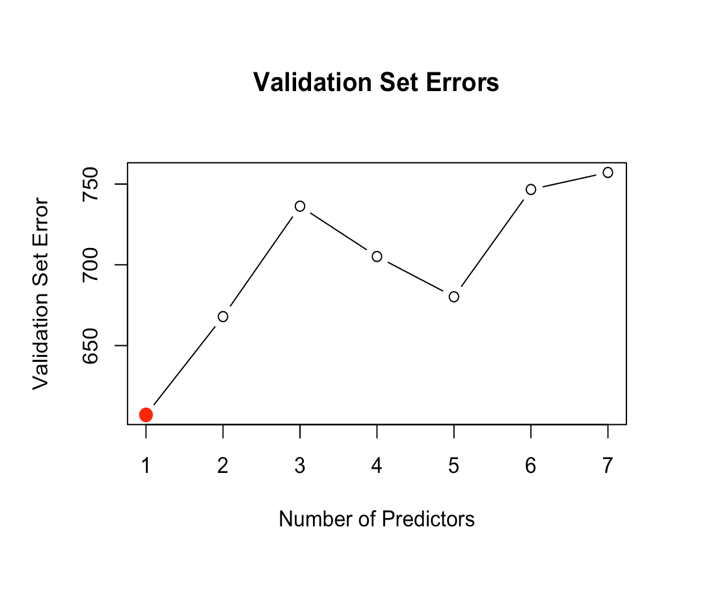 Validation Set Errors
Validation Set Error
750
700
650
1 2 3 4 5 6 7
Number of Predictors